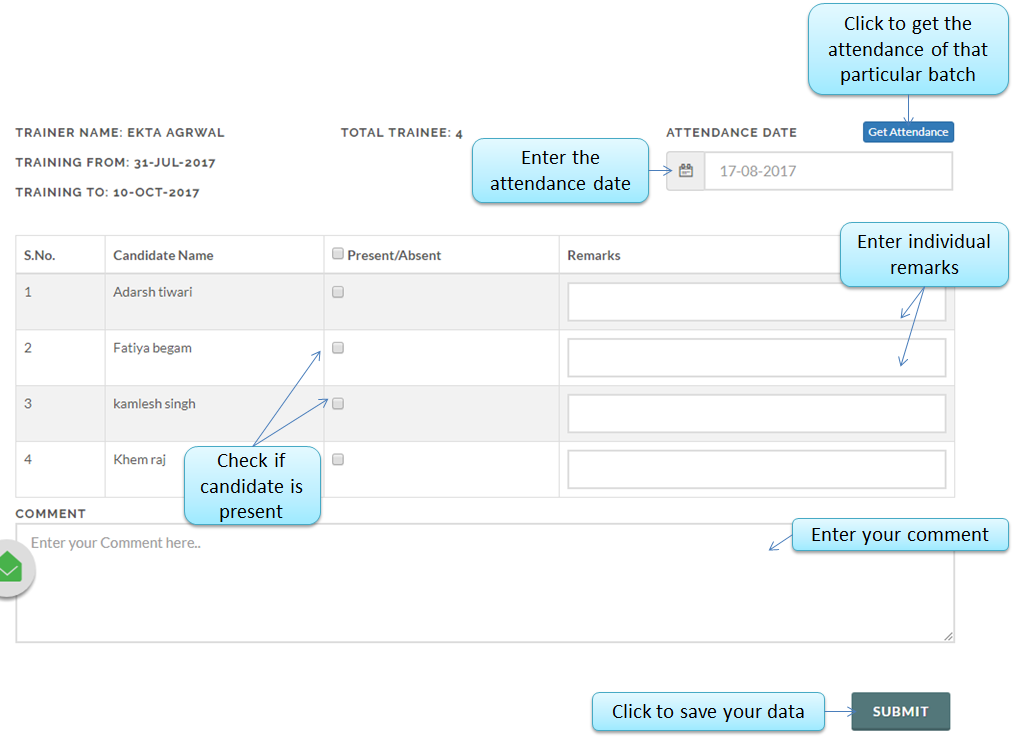 Click to get the
attendance of that
particular batch
TRAINER NAME: EKTA AGRWAL
TOTAL TRAINEE: 4
ATTENDANCE DATE
Get Attendance
TRAINING FROM: 31-JUL-2017
TRAINING TO: 10-OCT-2017
Enter the
attendance date
17-08-2017
S.No.
Candidate Name
Present/Absent
Remarks
Enter individual
remarks
1
Adarsh tiwari
2
Fatiya begam
3
kamlesh singh
4
Khem raj
Check if
candidate is
present
COMMENT
Enter your Comment here..
Enter your comment
Click to save your data
SUBMIT